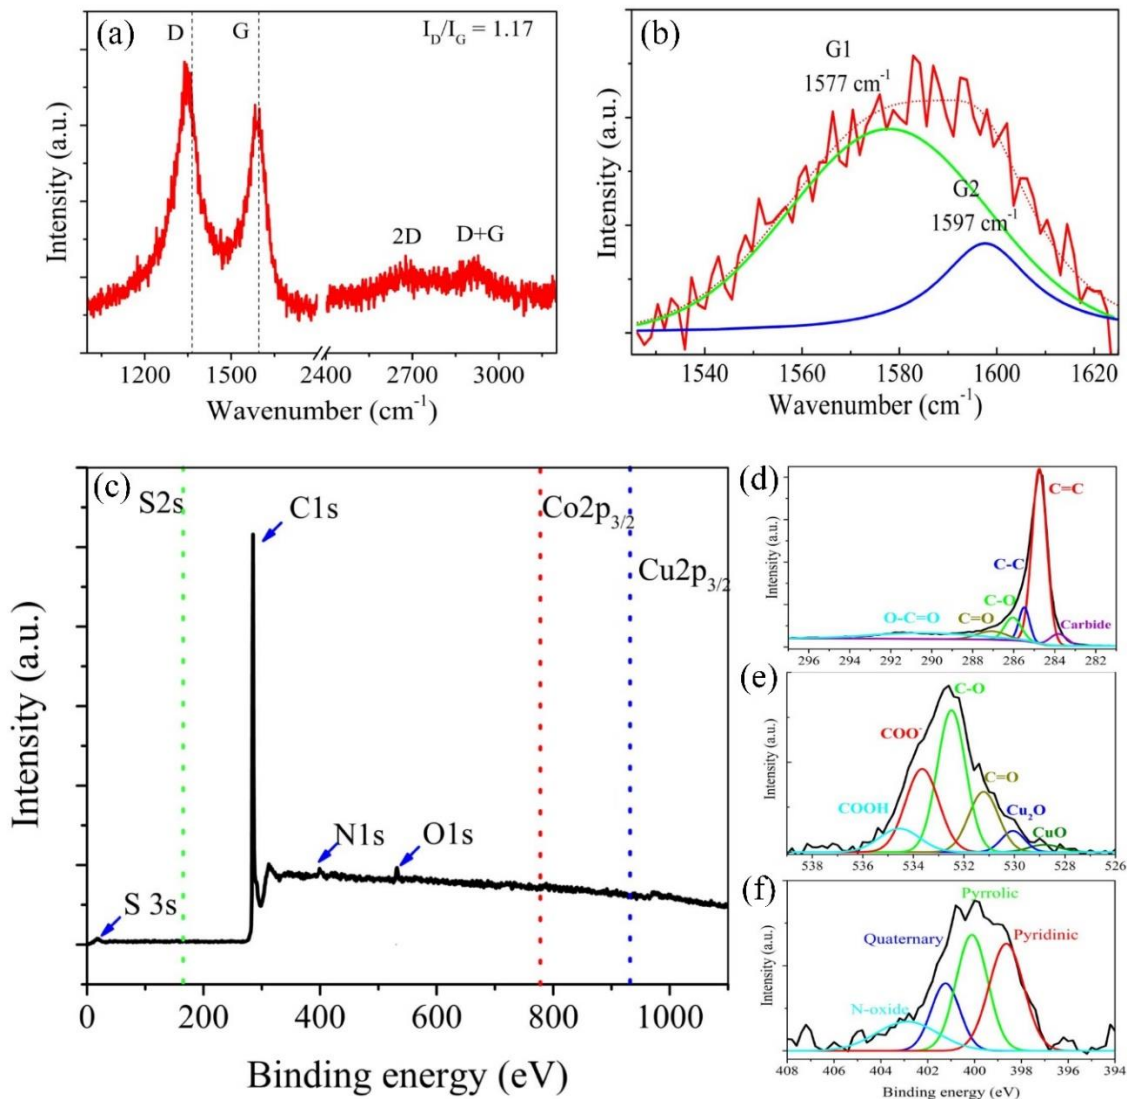 (a)
D
G
I_D/I_G = 1.17
2D
D+G
Intensity (a.u.)
1200 1500 2400 2700 3000
Wavenumber (cm⁻¹)
(b)
G1
1577 cm⁻¹
G2
1597 cm⁻¹
Intensity (a.u.)
1540 1560 1580 1600 1620
Wavenumber (cm⁻¹)
(c)
S2s
C1s
Co2p3/2
Cu2p3/2
N1s
O1s
S 3s
Intensity (a.u.)
0 200 400 600 800 1000
Binding energy (eV)
(d)
C=C
C-C
C-O
C=O
O-C=O
Carbide
Intensity (a.u.)
296 294 292 290 288 286 284 282
(e)
C-O
COO⁻
C=O
COOH
Cu₂O
CuO
Intensity (a.u.)
538 536 534 532 530 528 526
(f)
Pyrrolic
Quaternary
Pyridinic
N-oxide
Intensity (a.u.)
408 406 404 402 400 398 396 394
Binding energy (eV)